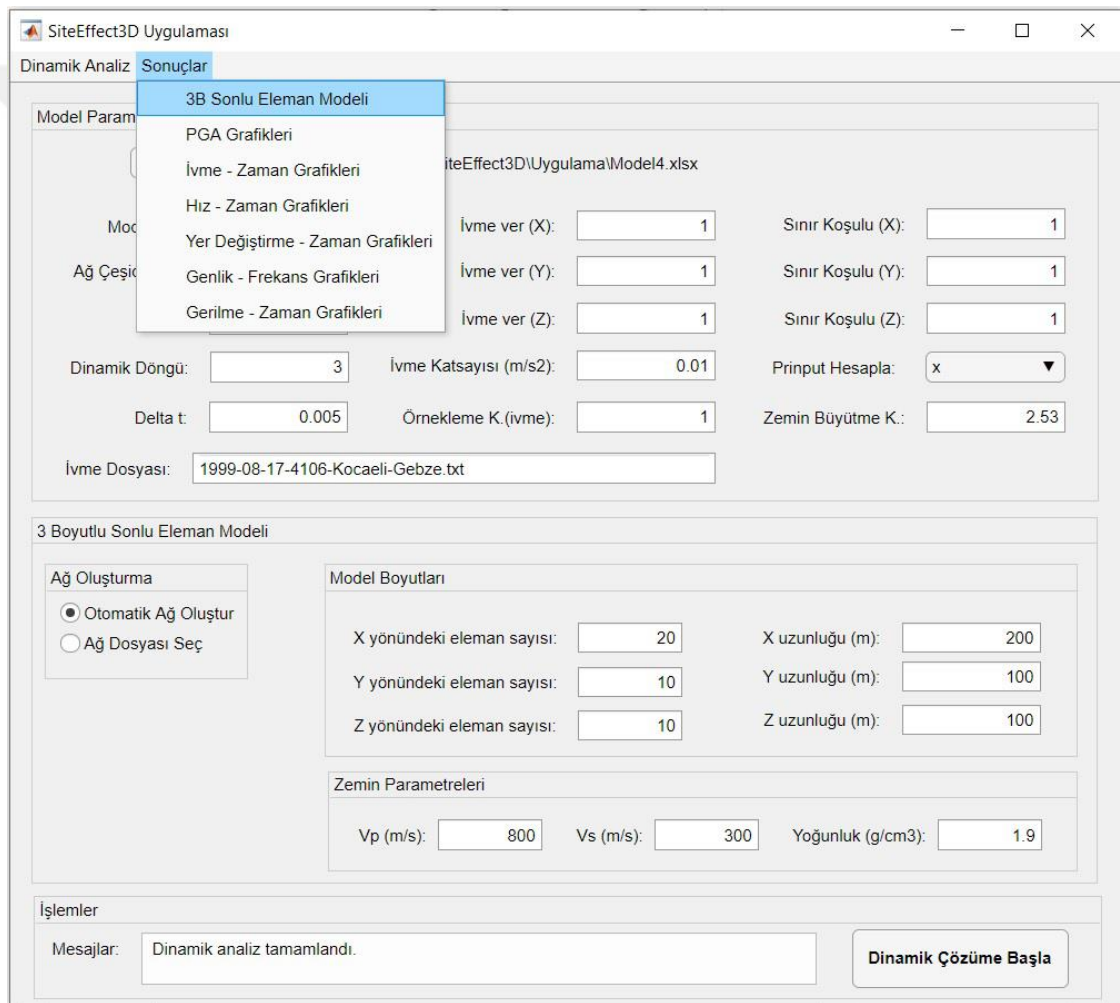 SiteEffect3D Uygulaması
Dinamik Analiz Sonuçlar
3B Sonlu Eleman Modeli
PGA Grafikleri
İvme - Zaman Grafikleri
Hız - Zaman Grafikleri
Yer Değiştirme - Zaman Grafikleri
Genlik - Frekans Grafikleri
Gerilme - Zaman Grafikleri
Model Param
iteEffect3D\Uygulama\Model4.xlsx
İvme ver (X): 1 Sınır Koşulu (X): 1
İvme ver (Y): 1 Sınır Koşulu (Y): 1
İvme ver (Z): 1 Sınır Koşulu (Z): 1
Dinamik Döngü: 3 İvme Katsayısı (m/s2): 0.01 Prinput Hesapla: x
Delta t: 0.005 Örnekleme K.(ivme): 1 Zemin Büyütme K.: 2.53
İvme Dosyası: 1999-08-17-4106-Kocaeli-Gebze.txt
3 Boyutlu Sonlu Eleman Modeli
Ağ Oluşturma
Otomatik Ağ Oluştur
Ağ Dosyası Seç
Model Boyutları
X yönündeki eleman sayısı: 20 X uzunluğu (m): 200
Y yönündeki eleman sayısı: 10 Y uzunluğu (m): 100
Z yönündeki eleman sayısı: 10 Z uzunluğu (m): 100
Zemin Parametreleri
Vp (m/s): 800 Vs (m/s): 300 Yoğunluk (g/cm3): 1.9
İşlemler
Mesajlar: Dinamik analiz tamamlandı.
Dinamik Çözüme Başla